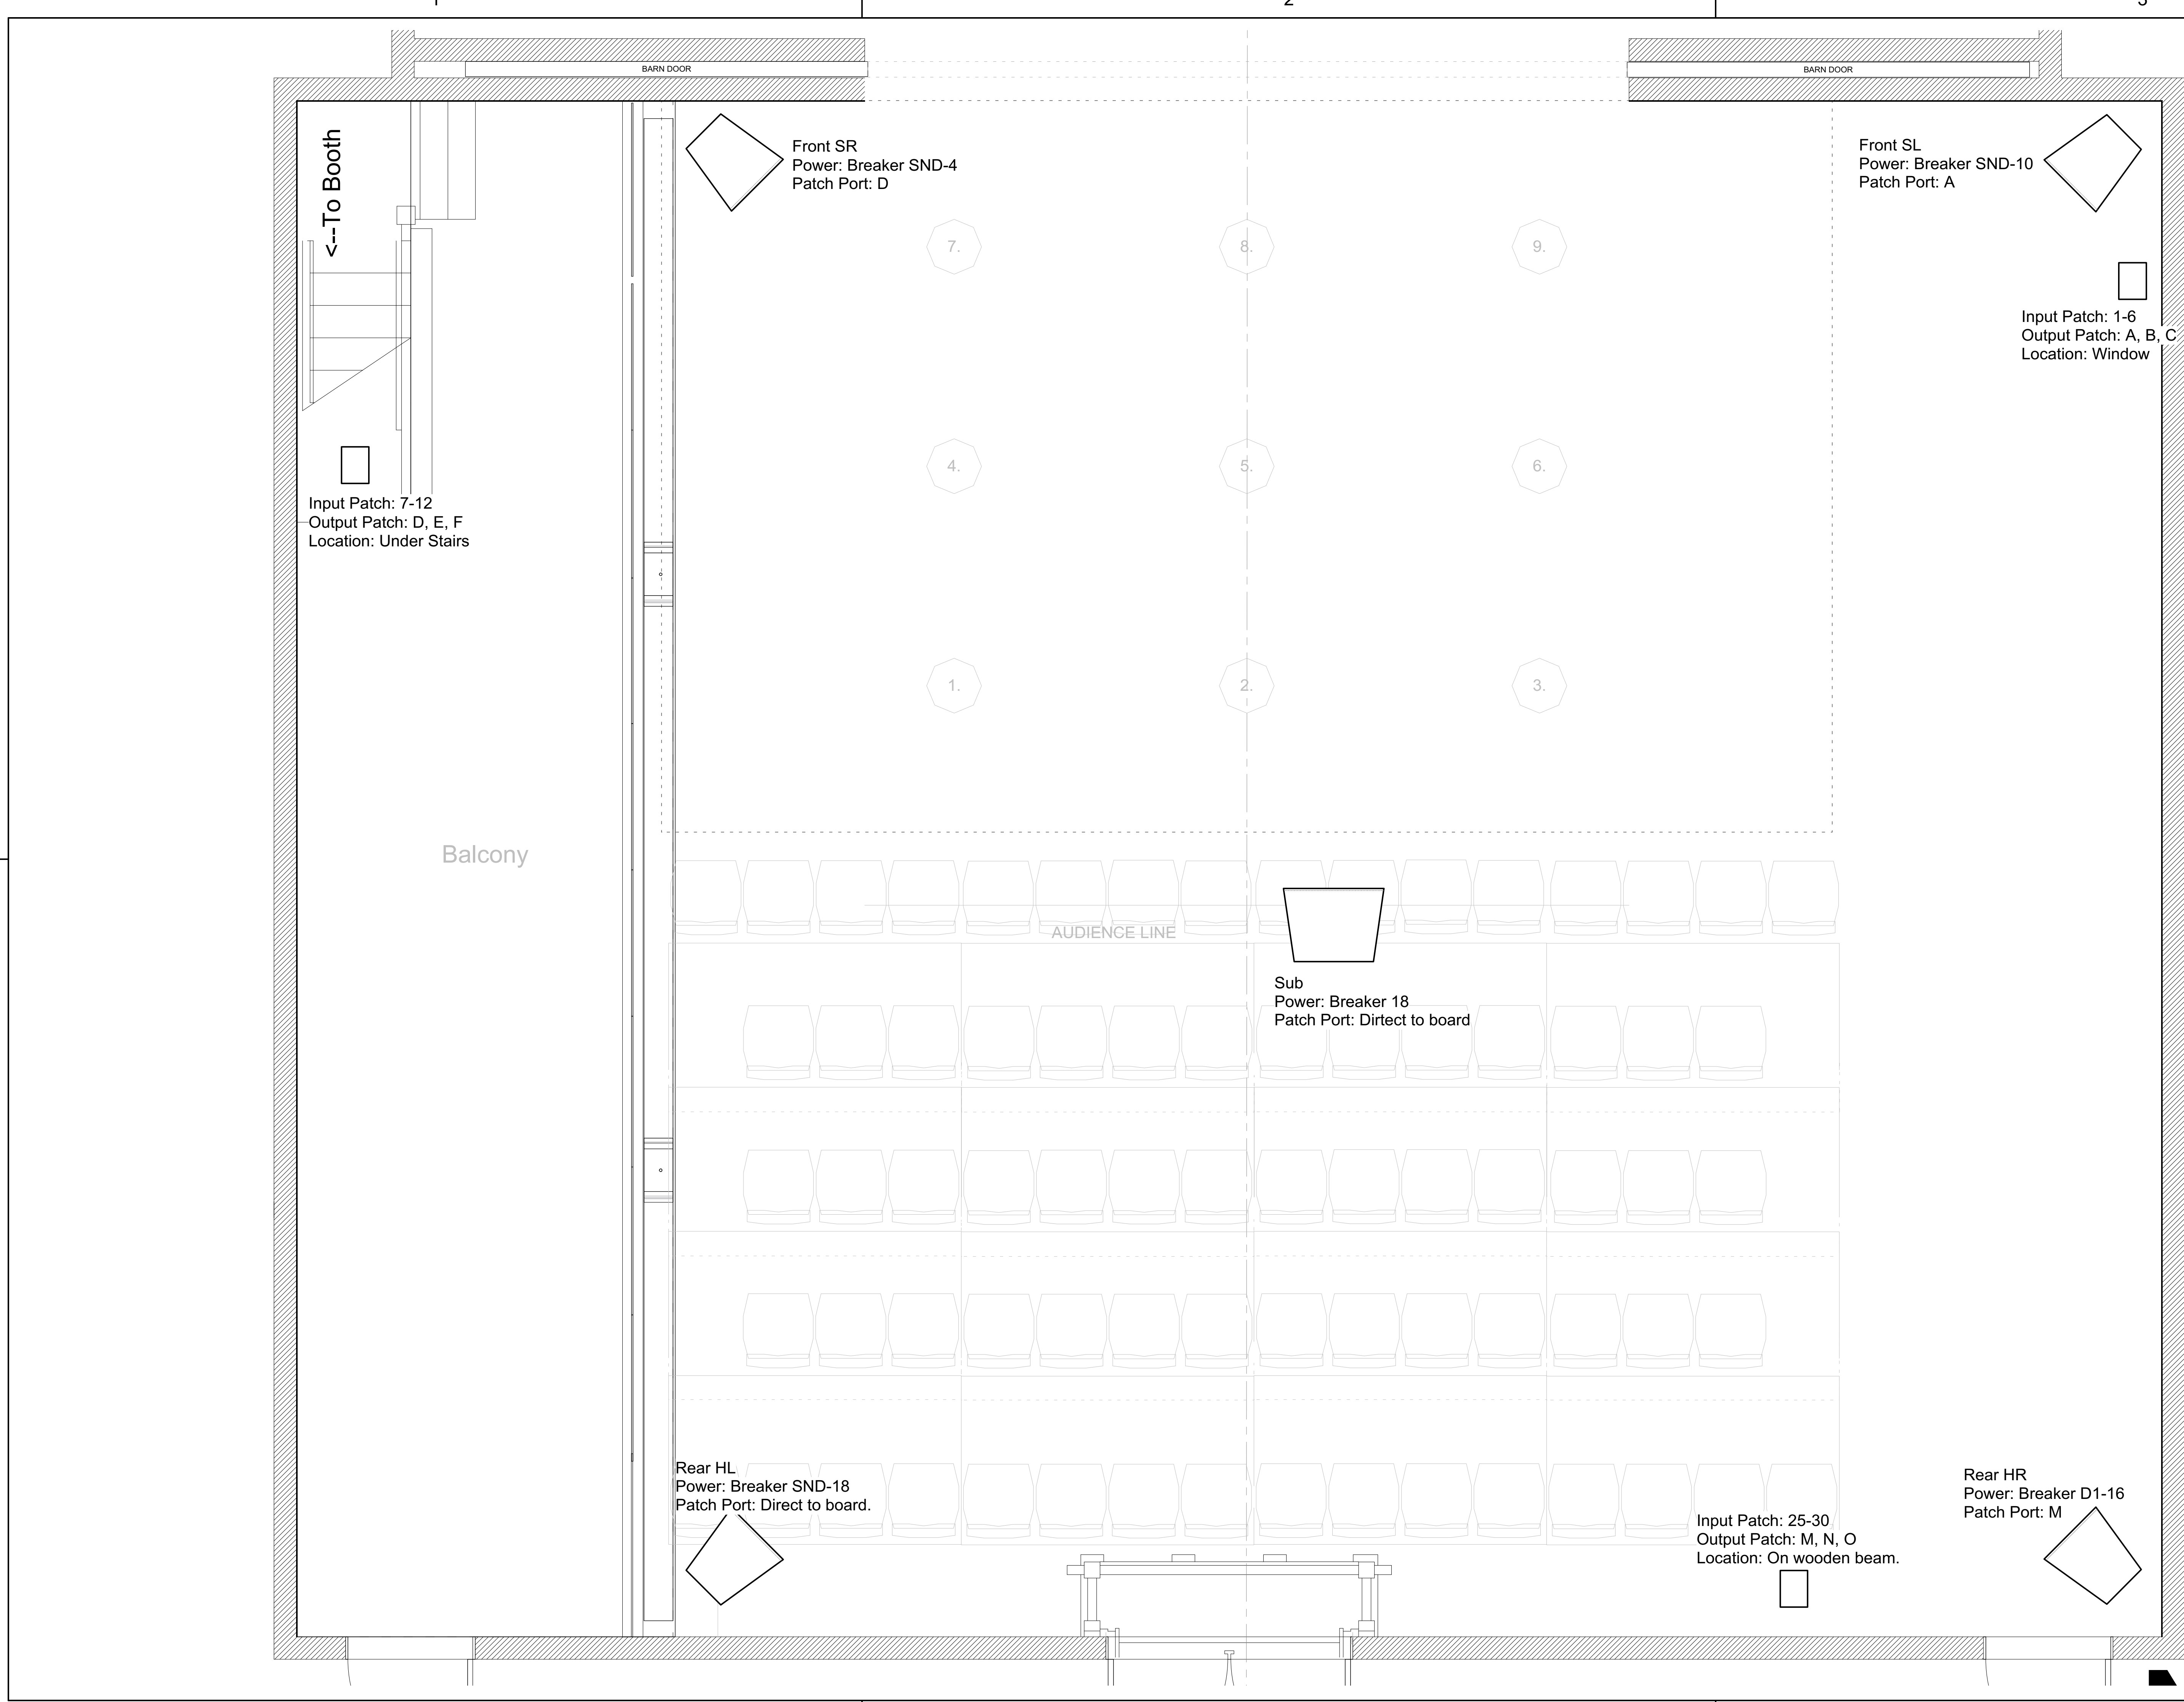 1
2
3
BARN DOOR
BARN DOOR
<--To Booth
Front SR
Power: Breaker SND-4
Patch Port: D
Front SL
Power: Breaker SND-10
Patch Port: A
7.
8.
9.
Input Patch: 1-6
Output Patch: A, B, C
Location: Window
4.
5.
6.
Input Patch: 7-12
Output Patch: D, E, F
Location: Under Stairs
1.
2.
3.
Balcony
AUDIENCE LINE
Sub
Power: Breaker 18
Patch Port: Dirtect to board
Rear HL
Power: Breaker SND-18
Patch Port: Direct to board.
Rear HR
Power: Breaker D1-16
Patch Port: M
Input Patch: 25-30
Output Patch: M, N, O
Location: On wooden beam.